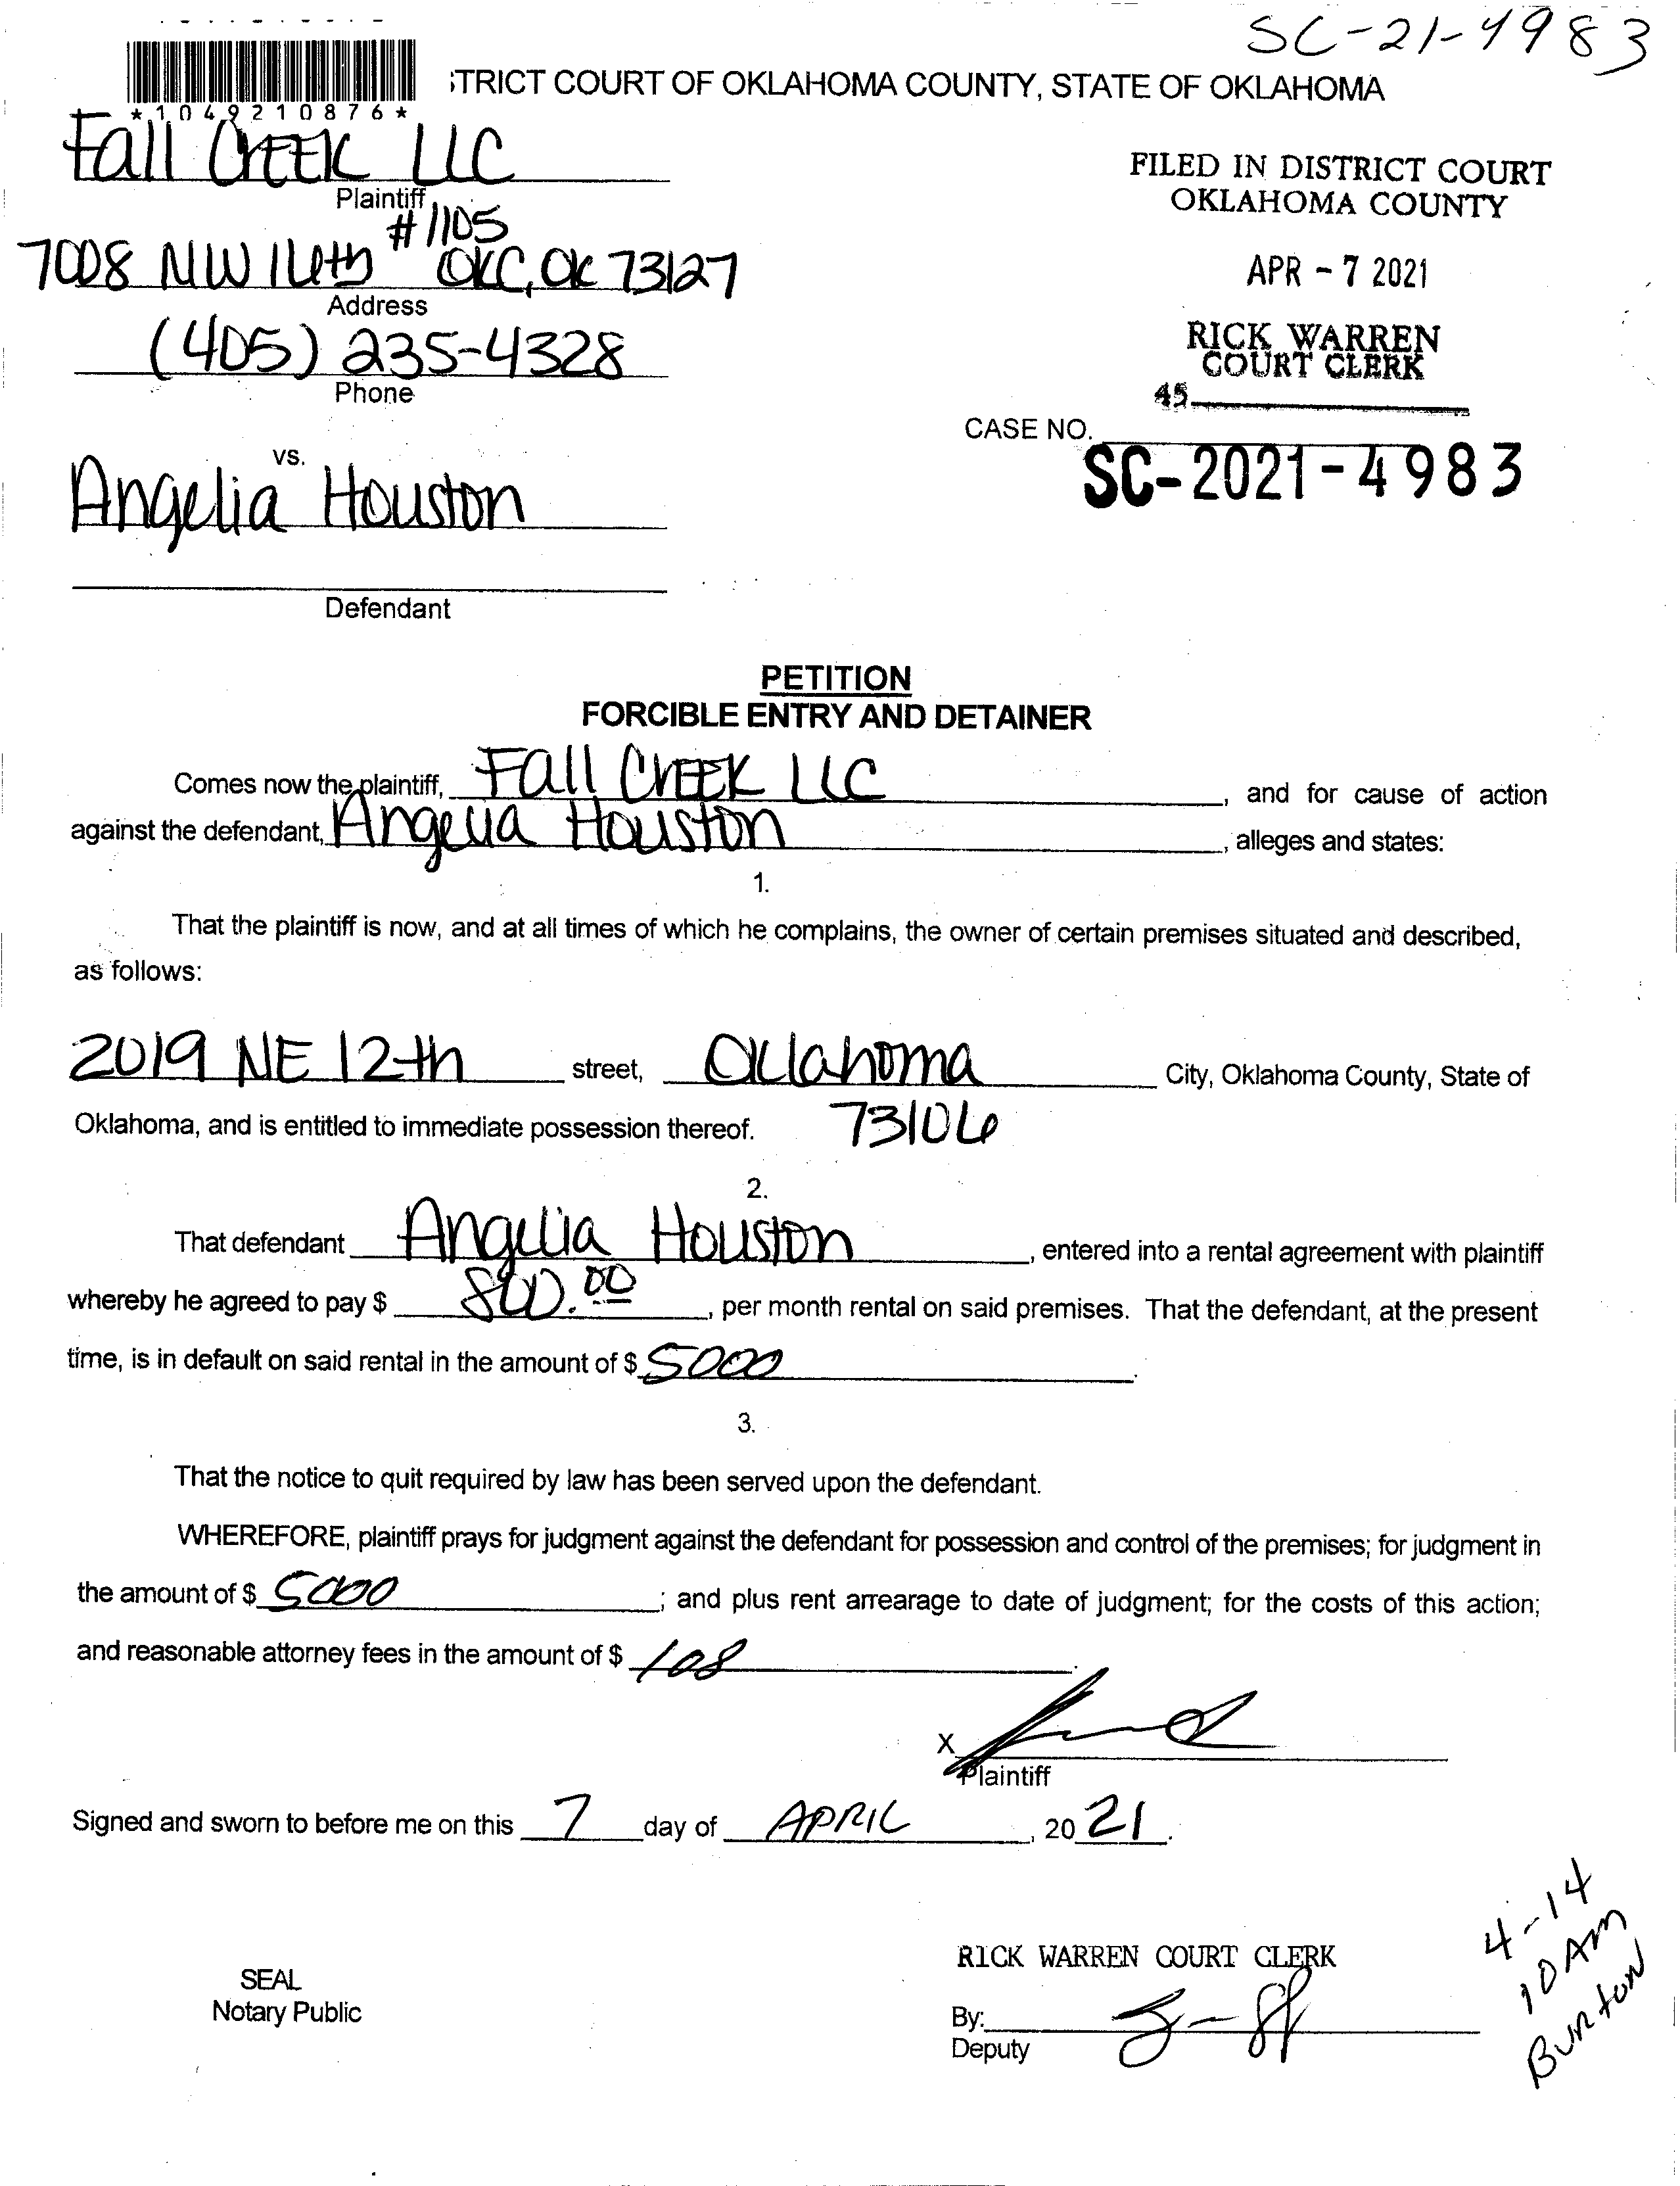 SC-21-4983
*1049210876*
:TRICT COURT OF OKLAHOMA COUNTY, STATE OF OKLAHOMA
Fall Creek LLC
Plaintiff
FILED IN DISTRICT COURT
OKLAHOMA COUNTY
#1105
7008 NW 16th OKC, OK 73127
Address
APR - 7 2021
(405) 235-4328
Phone
RICK WARREN
COURT CLERK
45
CASE NO.
SC-2021-4983
vs.
Angelia Houston
Defendant
PETITION
FORCIBLE ENTRY AND DETAINER
Comes now the plaintiff, Fall Creek LLC, and for cause of action
against the defendant, Angelia Houston, alleges and states:
1.
That the plaintiff is now, and at all times of which he complains, the owner of certain premises situated and described,
as follows:
2019 NE 12th street, Oklahoma City, Oklahoma County, State of
Oklahoma, and is entitled to immediate possession thereof. 73106
2.
That defendant Angelia Houston, entered into a rental agreement with plaintiff
whereby he agreed to pay $ 800.00, per month rental on said premises. That the defendant, at the present
time, is in default on said rental in the amount of $ 5000.
3.
That the notice to quit required by law has been served upon the defendant.
WHEREFORE, plaintiff prays for judgment against the defendant for possession and control of the premises; for judgment in
the amount of $ 5000; and plus rent arrearage to date of judgment; for the costs of this action;
and reasonable attorney fees in the amount of $ 108.
X
Plaintiff
Signed and sworn to before me on this 7 day of APRIL, 2021.
4-14
10 AM
Burton
SEAL
Notary Public
RICK WARREN COURT CLERK
By:
Deputy